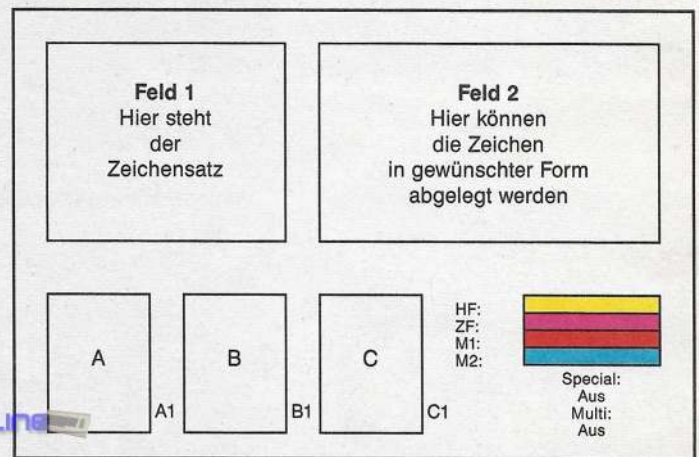 Feld 1
Hier steht
der
Zeichensatz
Feld 2
Hier können
die Zeichen
in gewünschter Form
abgelegt werden
A
A1
B
B1
C
C1
HF:
ZF:
M1:
M2:
Special:
Aus
Multi:
Aus